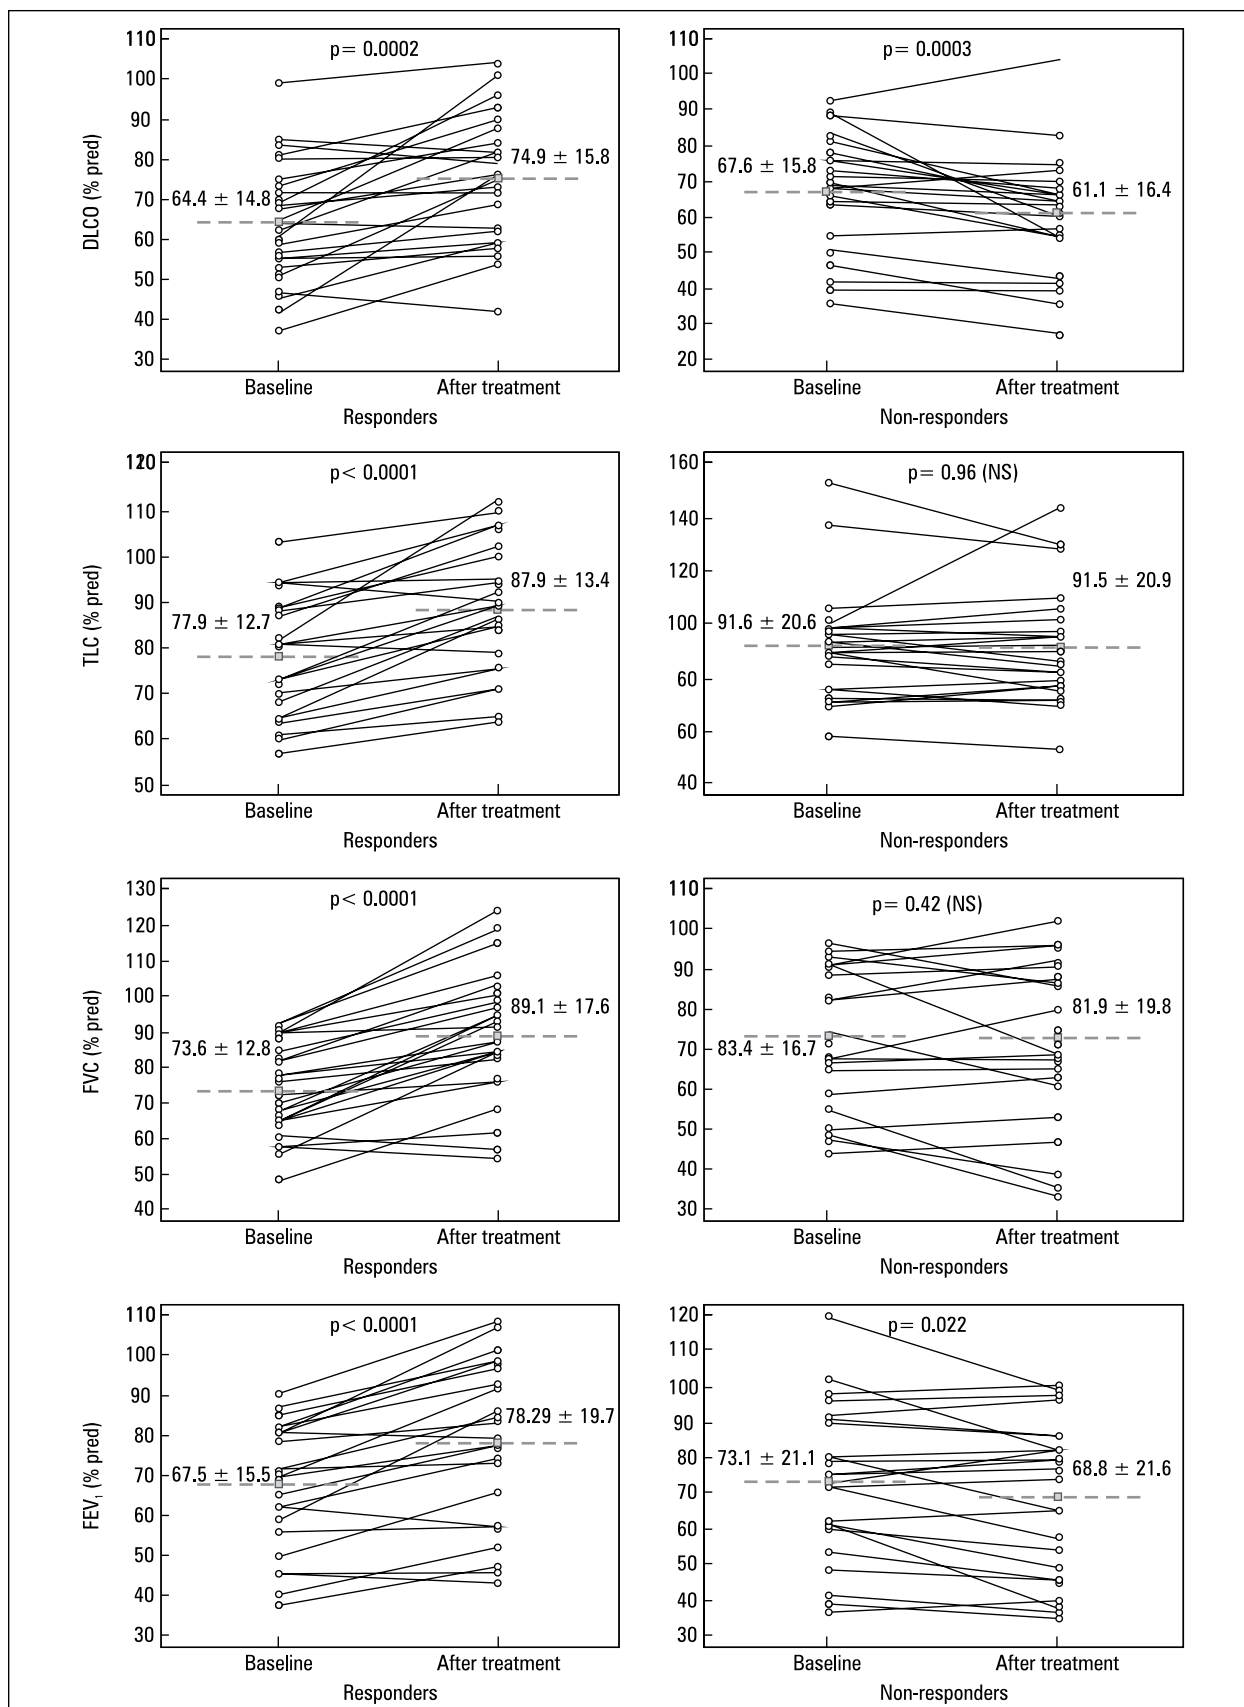 DLCO (% pred)
110
100
90
80
70
60
50
40
30
p= 0.0002
64.4 ± 14.8
74.9 ± 15.8
Baseline
After treatment
Responders
110
100
90
80
70
60
50
40
30
20
p= 0.0003
67.6 ± 15.8
61.1 ± 16.4
Baseline
After treatment
Non-responders
TLC (% pred)
110
100
90
80
70
60
50
p< 0.0001
77.9 ± 12.7
87.9 ± 13.4
Baseline
After treatment
Responders
160
140
120
100
60
60
40
p= 0.96 (NS)
91.6 ± 20.6
91.5 ± 20.9
Baseline
After treatment
Non-responders
FVC (% pred)
130
120
110
100
90
80
70
60
50
40
p< 0.0001
73.6 ± 12.8
89.1 ± 17.6
Baseline
After treatment
Responders
110
100
90
80
70
60
50
40
30
p= 0.42 (NS)
83.4 ± 16.7
81.9 ± 19.8
Baseline
After treatment
Non-responders
FEV₁ (% pred)
110
100
90
80
70
60
50
40
30
p< 0.0001
67.5 ± 15.5
78.29 ± 19.7
Baseline
After treatment
Responders
120
110
100
90
80
70
60
50
40
30
p= 0.022
73.1 ± 21.1
68.8 ± 21.6
Baseline
After treatment
Non-responders